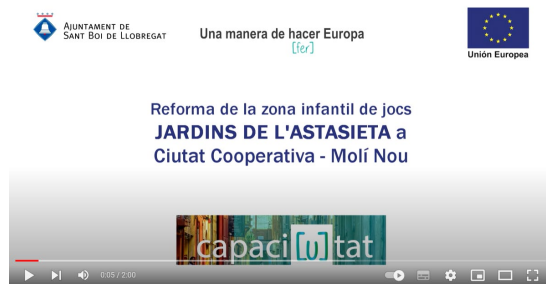 AJUNTAMENT DE
SANT BOI DE LLOBREGAT
Una manera de hacer Europa
[fer]
Unión Europea
Reforma de la zona infantil de jocs
JARDINS DE L'ASTASIETA a
Ciutat Cooperativa - Molí Nou
capaci[u]tat
0:05 / 2:00